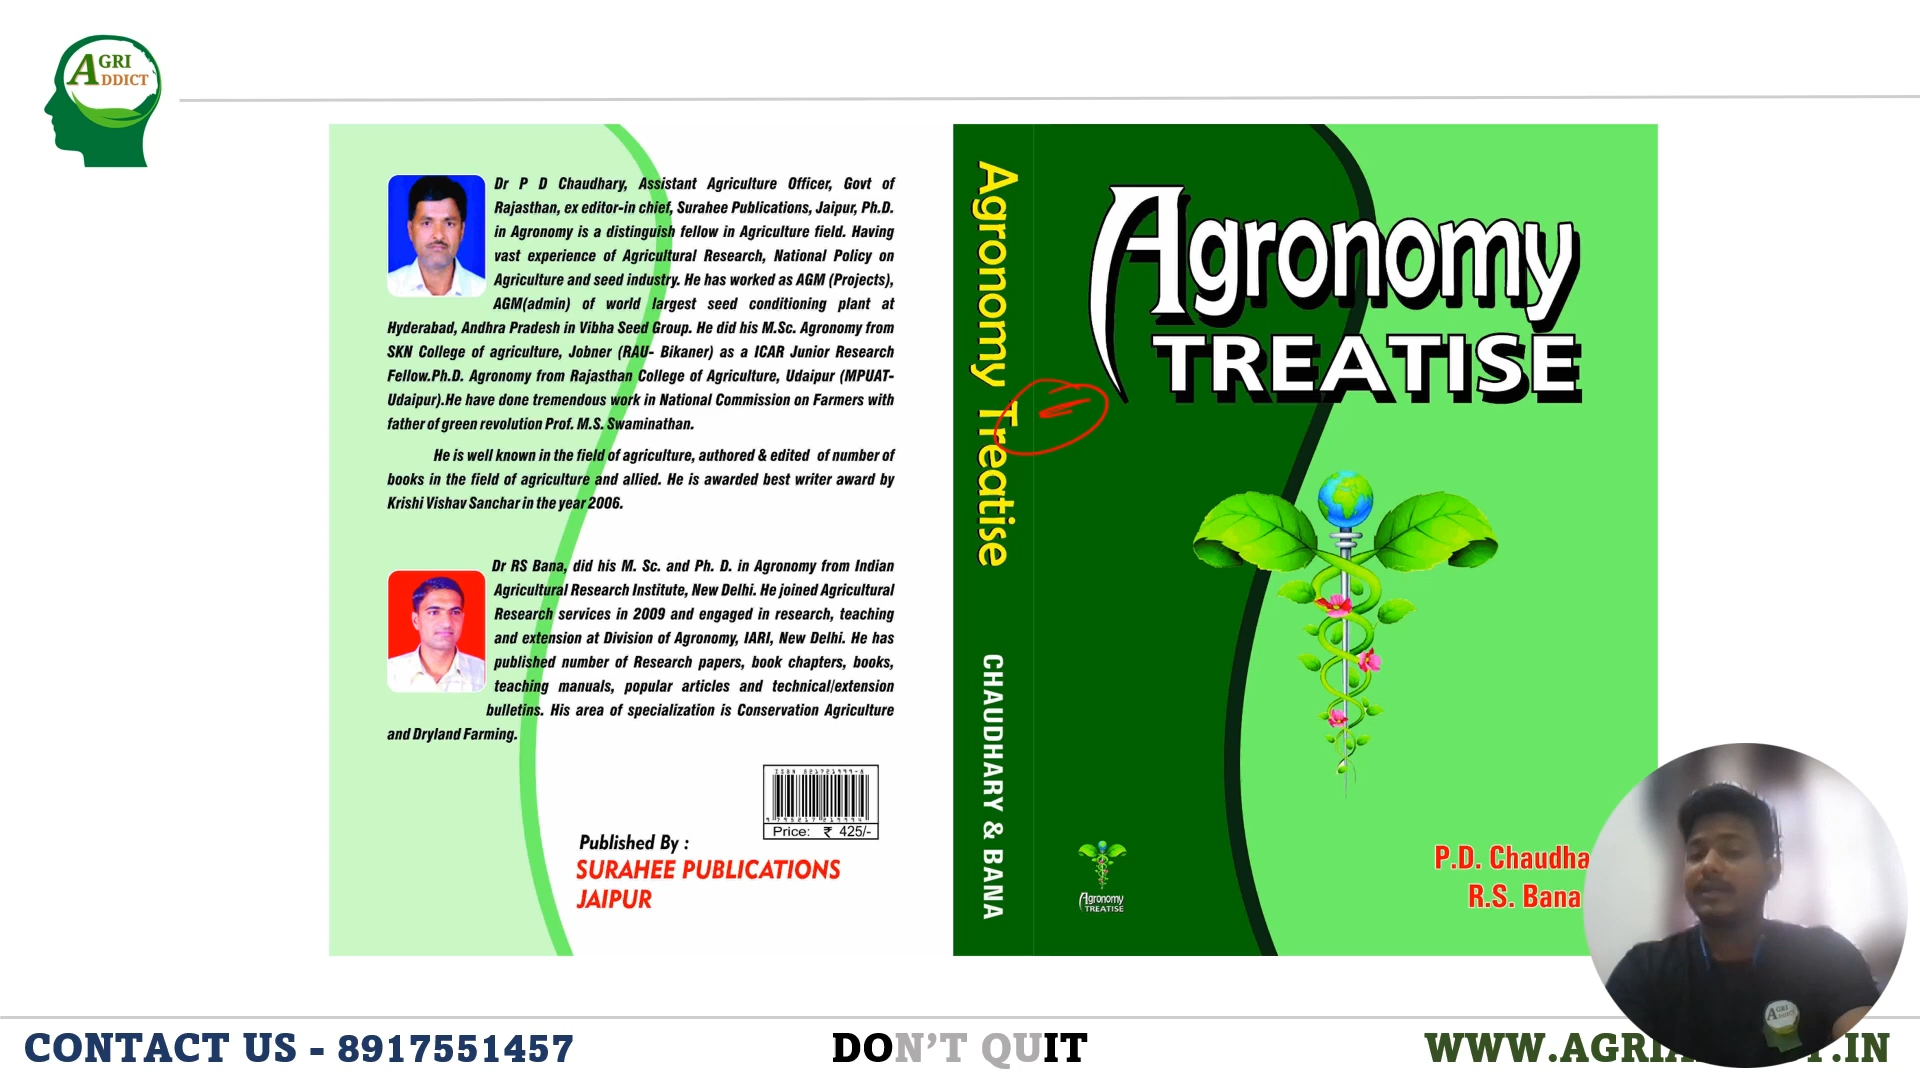 AGRI
ADDICT
Dr P D Chaudhary, Assistant Agriculture Officer, Govt of
Rajasthan, ex editor-in chief, Surahee Publications, Jaipur, Ph.D.
in Agronomy is a distinguish fellow in Agriculture field. Having
vast experience of Agricultural Research, National Policy on
Agriculture and seed industry. He has worked as AGM (Projects),
AGM(admin) of world largest seed conditioning plant at
Hyderabad, Andhra Pradesh in Vibha Seed Group. He did his M.Sc. Agronomy from
SKN College of agriculture, Jobner (RAU- Bikaner) as a ICAR Junior Research
Fellow.Ph.D. Agronomy from Rajasthan College of Agriculture, Udaipur (MPUAT-
Udaipur).He have done tremendous work in National Commission on Farmers with
father of green revolution Prof. M.S. Swaminathan.
He is well known in the field of agriculture, authored & edited of number of
books in the field of agriculture and allied. He is awarded best writer award by
Krishi Vishav Sanchar in the year 2006.
Dr RS Bana, did his M. Sc. and Ph. D. in Agronomy from Indian
Agricultural Research Institute, New Delhi. He joined Agricultural
Research services in 2009 and engaged in research, teaching
and extension at Division of Agronomy, IARI, New Delhi. He has
published number of Research papers, book chapters, books,
teaching manuals, popular articles and technical/extension
bulletins. His area of specialization is Conservation Agriculture
and Dryland Farming.
Price: ₹ 425/-
Published By :
SURAHEE PUBLICATIONS
JAIPUR
Agronomy Treatise
CHAUDHARY & BANA
Agronomy
TREATISE
Agronomy
TREATISE
P.D. Chaudha
R.S. Bana
CONTACT US - 8917551457
DON'T QUIT
WWW.AGRIA
.IN